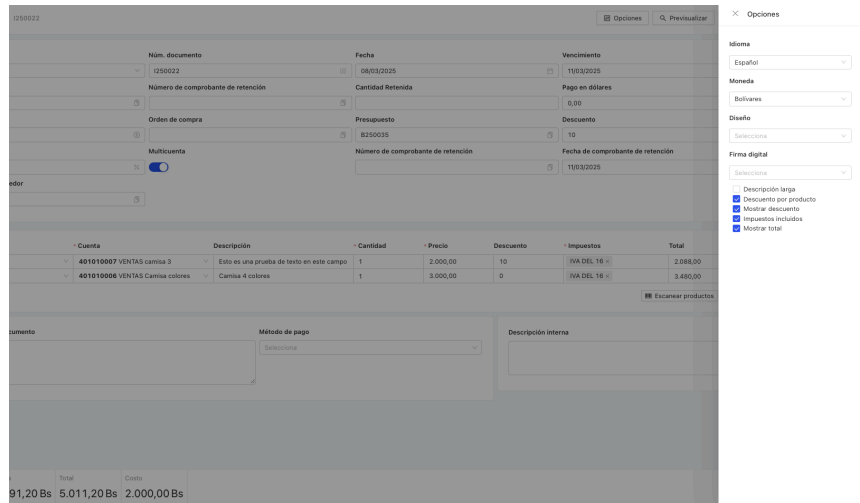 I250022
Opciones
Previsualizar
Núm. documento
Fecha
Vencimiento
I250022
08/03/2025
11/03/2025
Número de comprobante de retención
Cantidad Retenida
Pago en dólares
0,00
Orden de compra
Presupuesto
Descuento
B250035
10
%
Multicuenta
Número de comprobante de retención
Fecha de comprobante de retención
11/03/2025
edor
* Cuenta
Descripción
* Cantidad
* Precio
Descuento
* Impuestos
Total
401010007 VENTAS camisa 3
Esto es una prueba de texto en este campo
1
2.000,00
10
IVA DEL 16 ×
2.088,00
401010006 VENTAS Camisa colores
Camisa 4 colores
1
3.000,00
0
IVA DEL 16 ×
3.480,00
Escanear productos
cumento
Método de pago
Descripción interna
Selecciona
Total
Costo
91,20 Bs
5.011,20 Bs
2.000,00 Bs
Opciones
Idioma
Español
Moneda
Bolívares
Diseño
Selecciona
Firma digital
Selecciona
Descripción larga
Descuento por producto
Mostrar descuento
Impuestos incluidos
Mostrar total